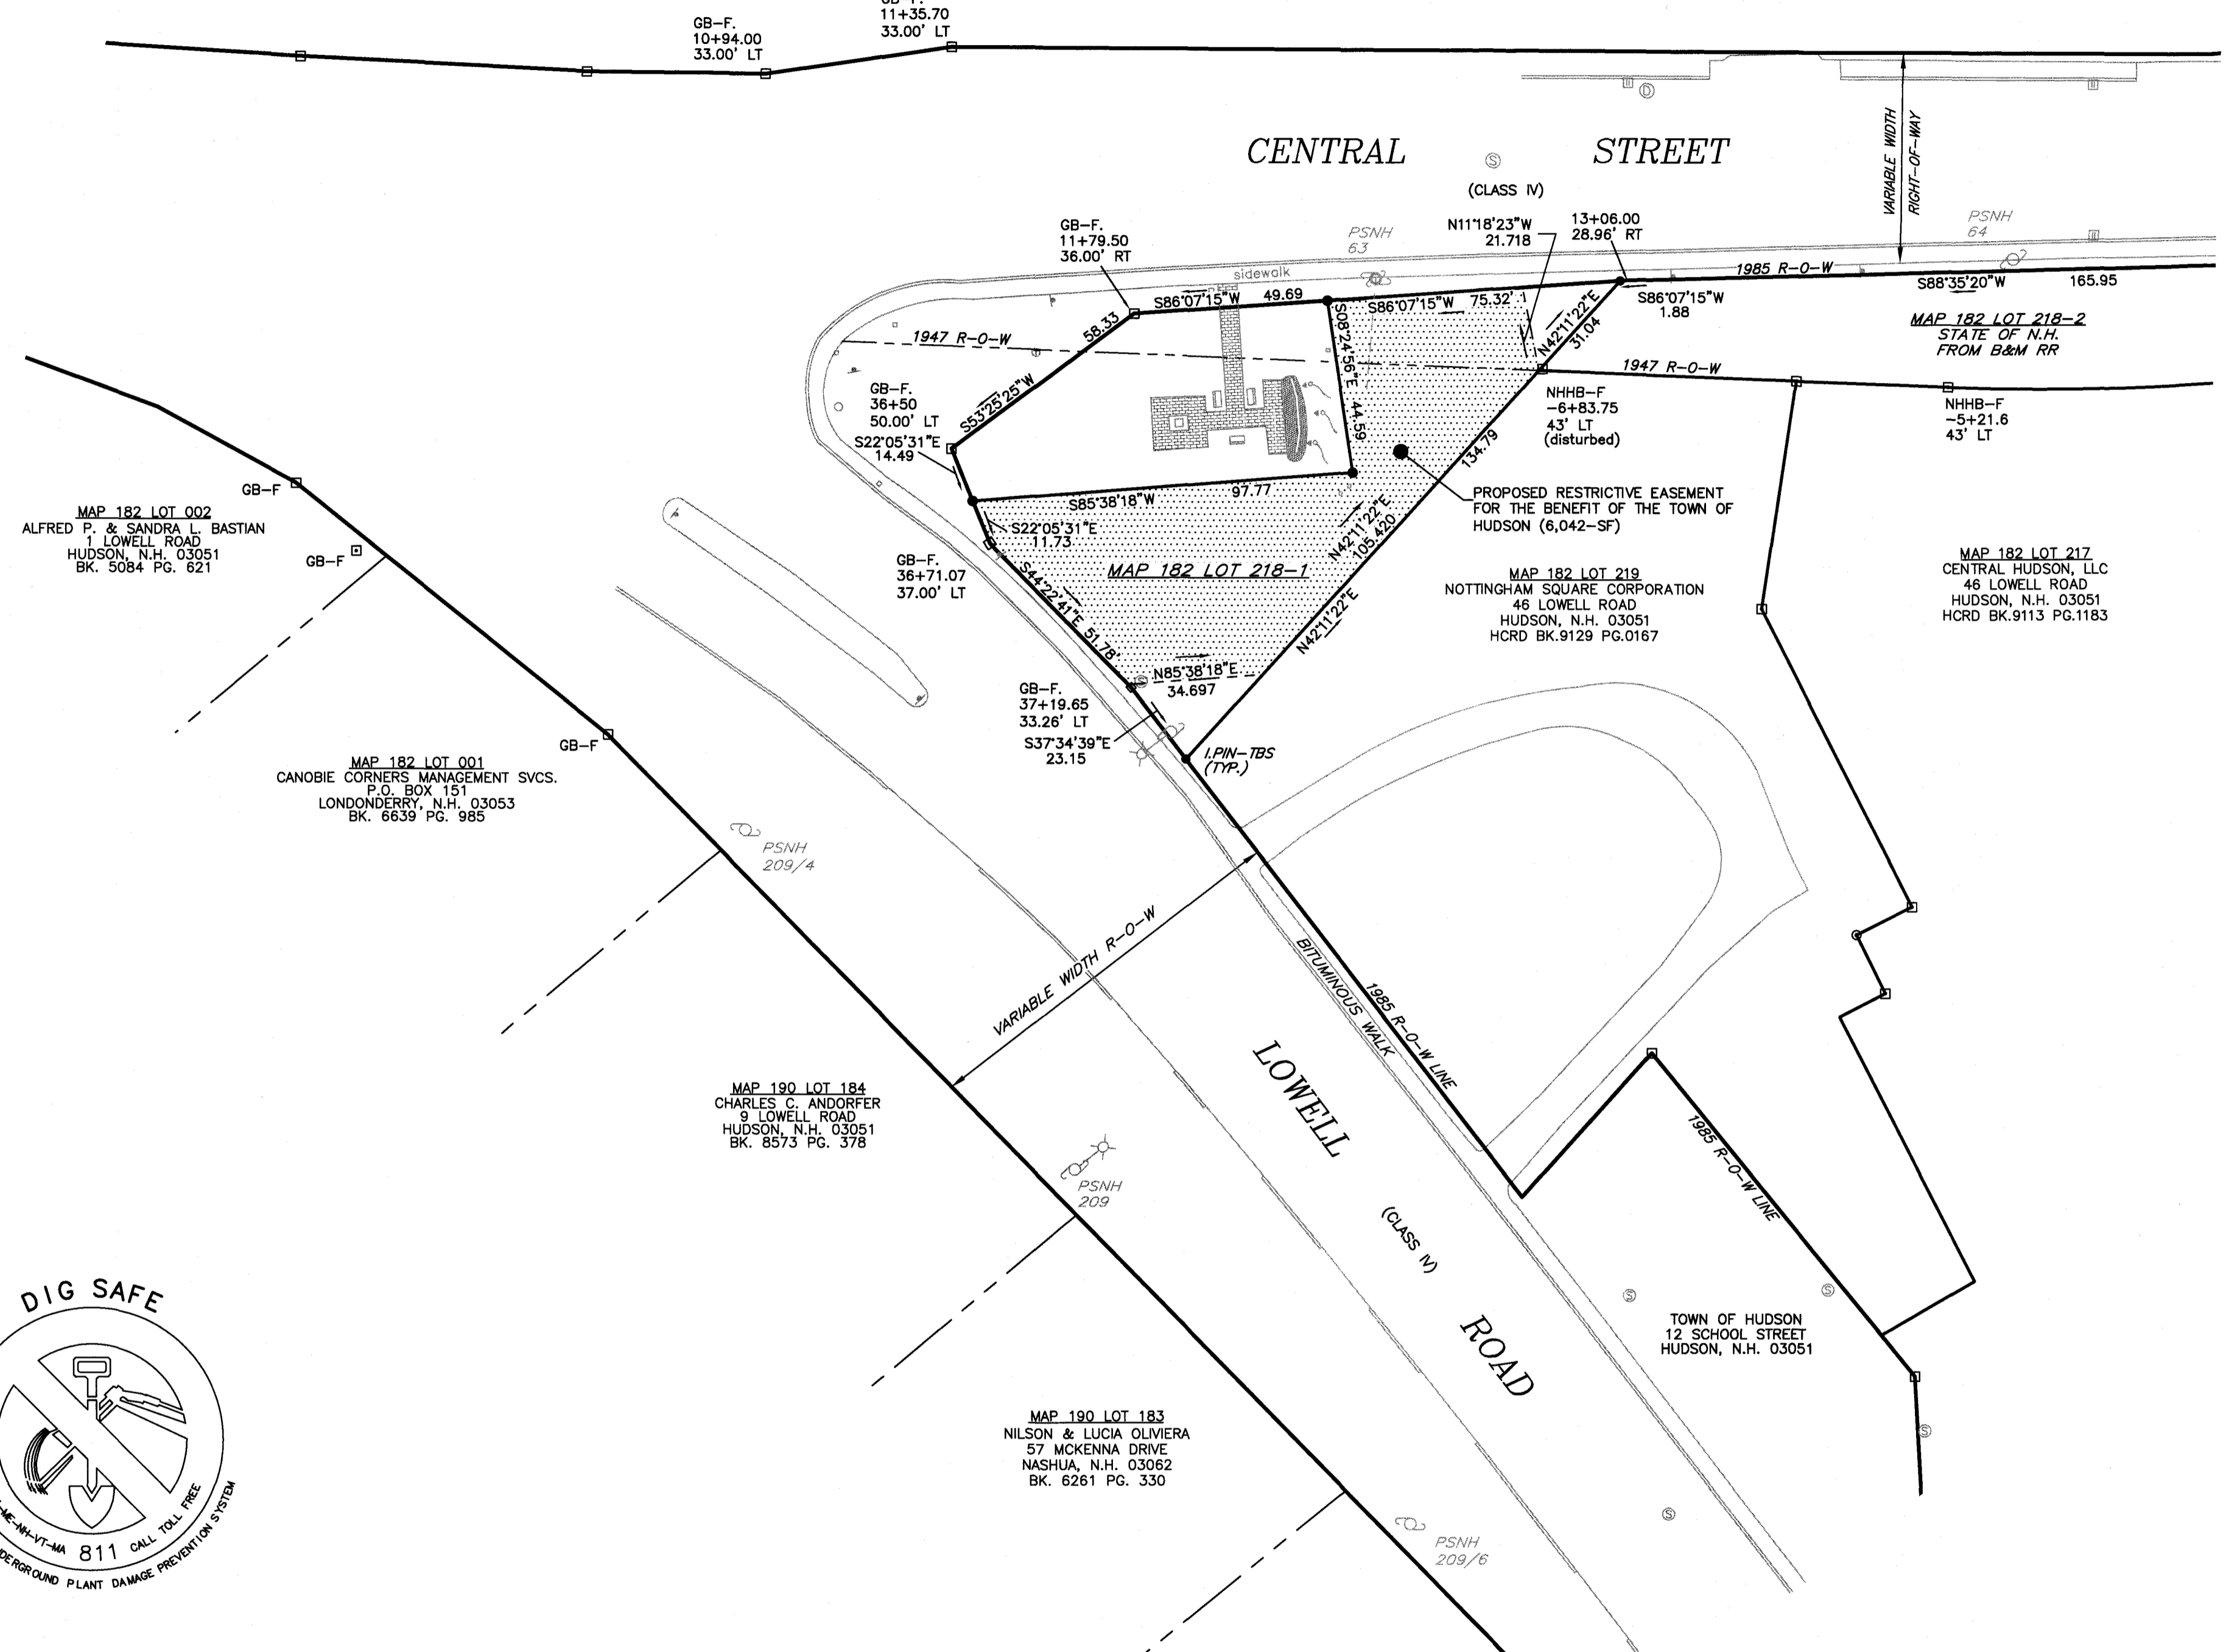 11+35.70
33.00' LT
GB-F.
10+94.00
33.00' LT
CENTRAL STREET
(CLASS IV)
VARIABLE WIDTH
RIGHT-OF-WAY
GB-F.
11+79.50
36.00' RT
PSNH
63
N11°18'23"W
21.718
13+06.00
28.96' RT
PSNH
64
sidewalk
1985 R-O-W
S86°07'15"W 49.69
S86°07'15"W 75.32'
S86°07'15"W
1.88
S88°35'20"W 165.95
MAP 182 LOT 218-2
STATE OF N.H.
FROM B&M RR
58.33
S53°25'25"W
1947 R-O-W
S08°24'56"E 44.59
N42°11'22"E
31.04
1947 R-O-W
GB-F.
36+50
50.00' LT
S22°05'31"E
14.49
NHHB-F
-6+83.75
43' LT
(disturbed)
NHHB-F
-5+21.6
43' LT
134.79
S85°38'18"W 97.77
PROPOSED RESTRICTIVE EASEMENT
FOR THE BENEFIT OF THE TOWN OF
HUDSON (6,042-SF)
GB-F
MAP 182 LOT 002
ALFRED P. & SANDRA L. BASTIAN
1 LOWELL ROAD
HUDSON, N.H. 03051
BK. 5084 PG. 621
GB-F
S22°05'31"E
11.73
N42°11'22"E
105.420
GB-F.
36+71.07
37.00' LT
MAP 182 LOT 218-1
S44°22'41"E 51.78'
N42°11'22"E
MAP 182 LOT 219
NOTTINGHAM SQUARE CORPORATION
46 LOWELL ROAD
HUDSON, N.H. 03051
HCRD BK.9129 PG.0167
MAP 182 LOT 217
CENTRAL HUDSON, LLC
46 LOWELL ROAD
HUDSON, N.H. 03051
HCRD BK.9113 PG.1183
N85°38'18"E
34.697
GB-F.
37+19.65
33.26' LT
S37°34'39"E
23.15
I.PIN-TBS
(TYP.)
GB-F
MAP 182 LOT 001
CANOBIE CORNERS MANAGEMENT SVCS.
P.O. BOX 151
LONDONDERRY, N.H. 03053
BK. 6639 PG. 985
PSNH
209/4
VARIABLE WIDTH R-O-W
BITUMINOUS WALK
1985 R-O-W LINE
1985 R-O-W LINE
MAP 190 LOT 184
CHARLES C. ANDORFER
9 LOWELL ROAD
HUDSON, N.H. 03051
BK. 8573 PG. 378
LOWELL
ROAD
(CLASS IV)
PSNH
209
TOWN OF HUDSON
12 SCHOOL STREET
HUDSON, N.H. 03051
MAP 190 LOT 183
NILSON & LUCIA OLIVIERA
57 MCKENNA DRIVE
NASHUA, N.H. 03062
BK. 6261 PG. 330
PSNH
209/6
DIG SAFE
ME-NH-VT-MA 811 CALL TOLL FREE
PLANT DAMAGE PREVENTION SYSTEM
D
S
S
S
S
S
S